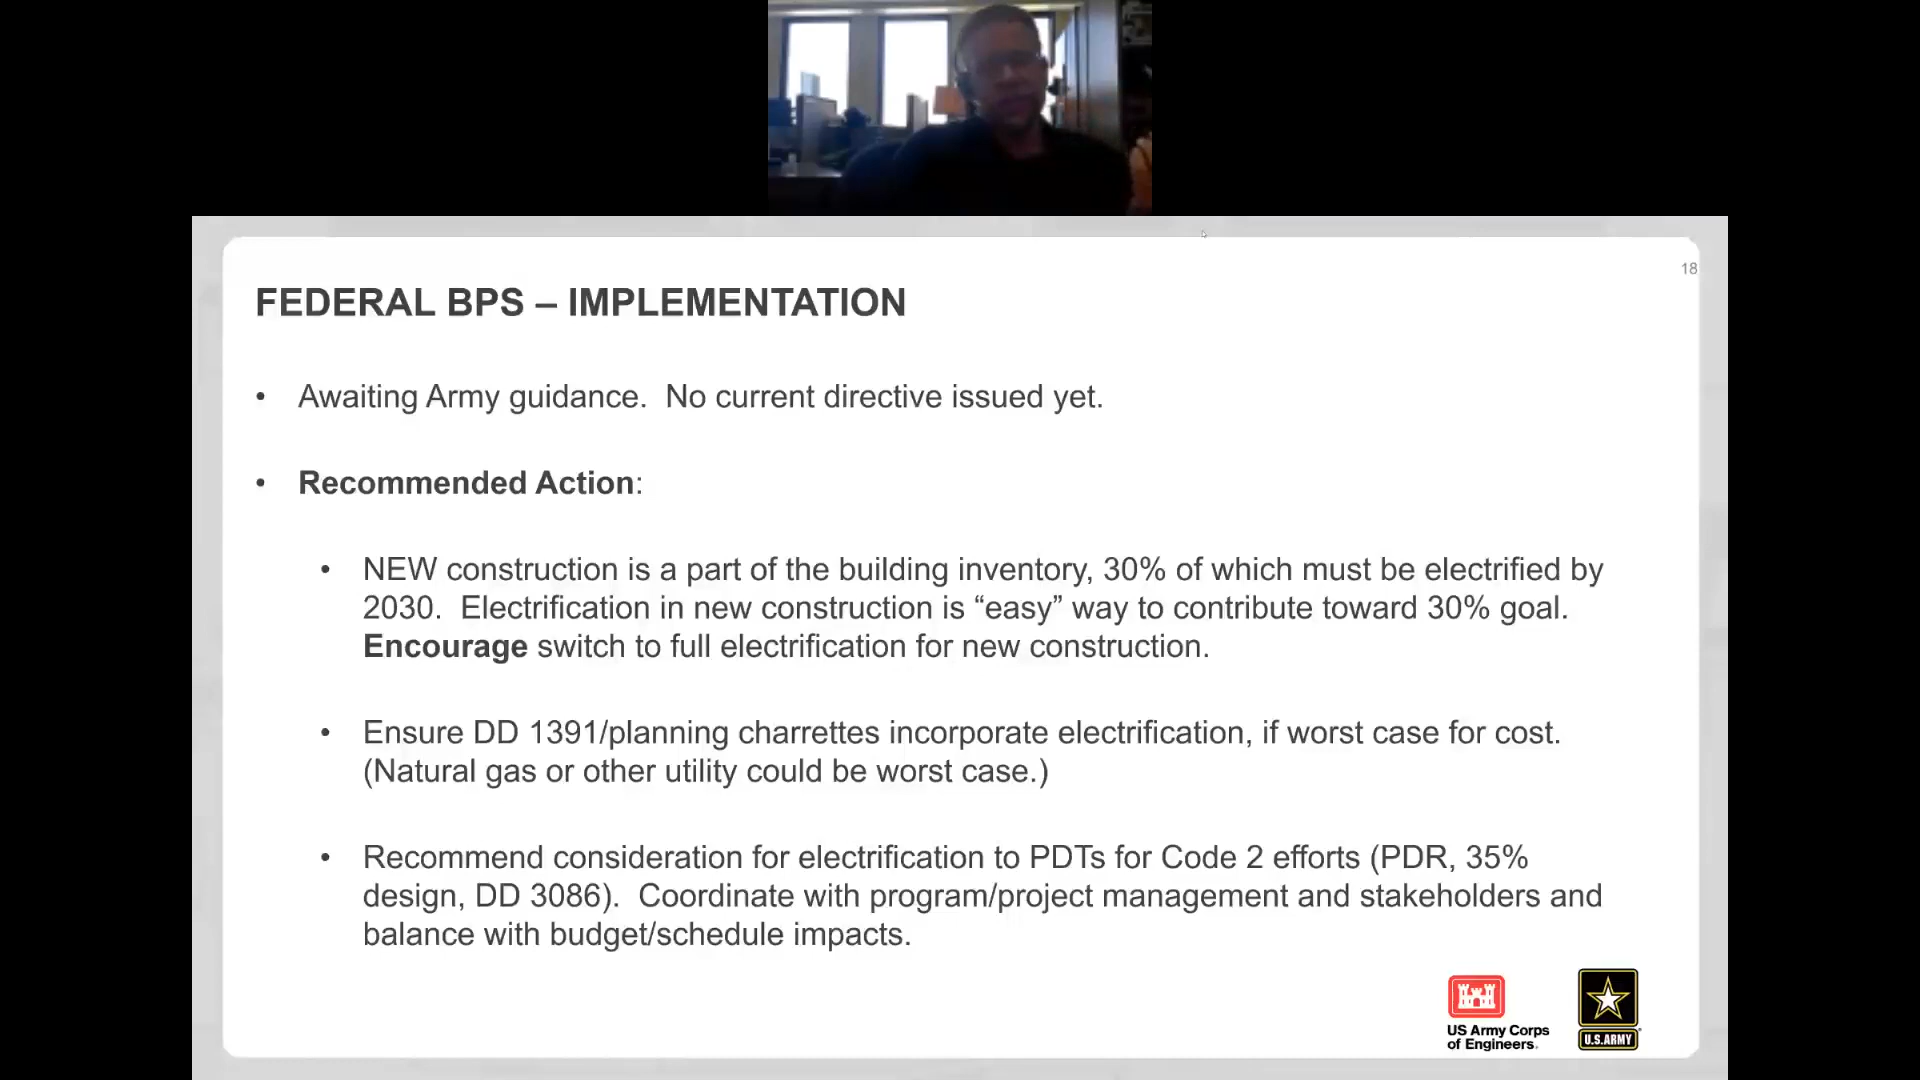 18
FEDERAL BPS – IMPLEMENTATION
• Awaiting Army guidance.  No current directive issued yet.
• Recommended Action:
• NEW construction is a part of the building inventory, 30% of which must be electrified by
2030.  Electrification in new construction is “easy” way to contribute toward 30% goal.
Encourage switch to full electrification for new construction.
• Ensure DD 1391/planning charrettes incorporate electrification, if worst case for cost.
(Natural gas or other utility could be worst case.)
• Recommend consideration for electrification to PDTs for Code 2 efforts (PDR, 35%
design, DD 3086).  Coordinate with program/project management and stakeholders and
balance with budget/schedule impacts.
US Army Corps
of Engineers.
U.S.ARMY